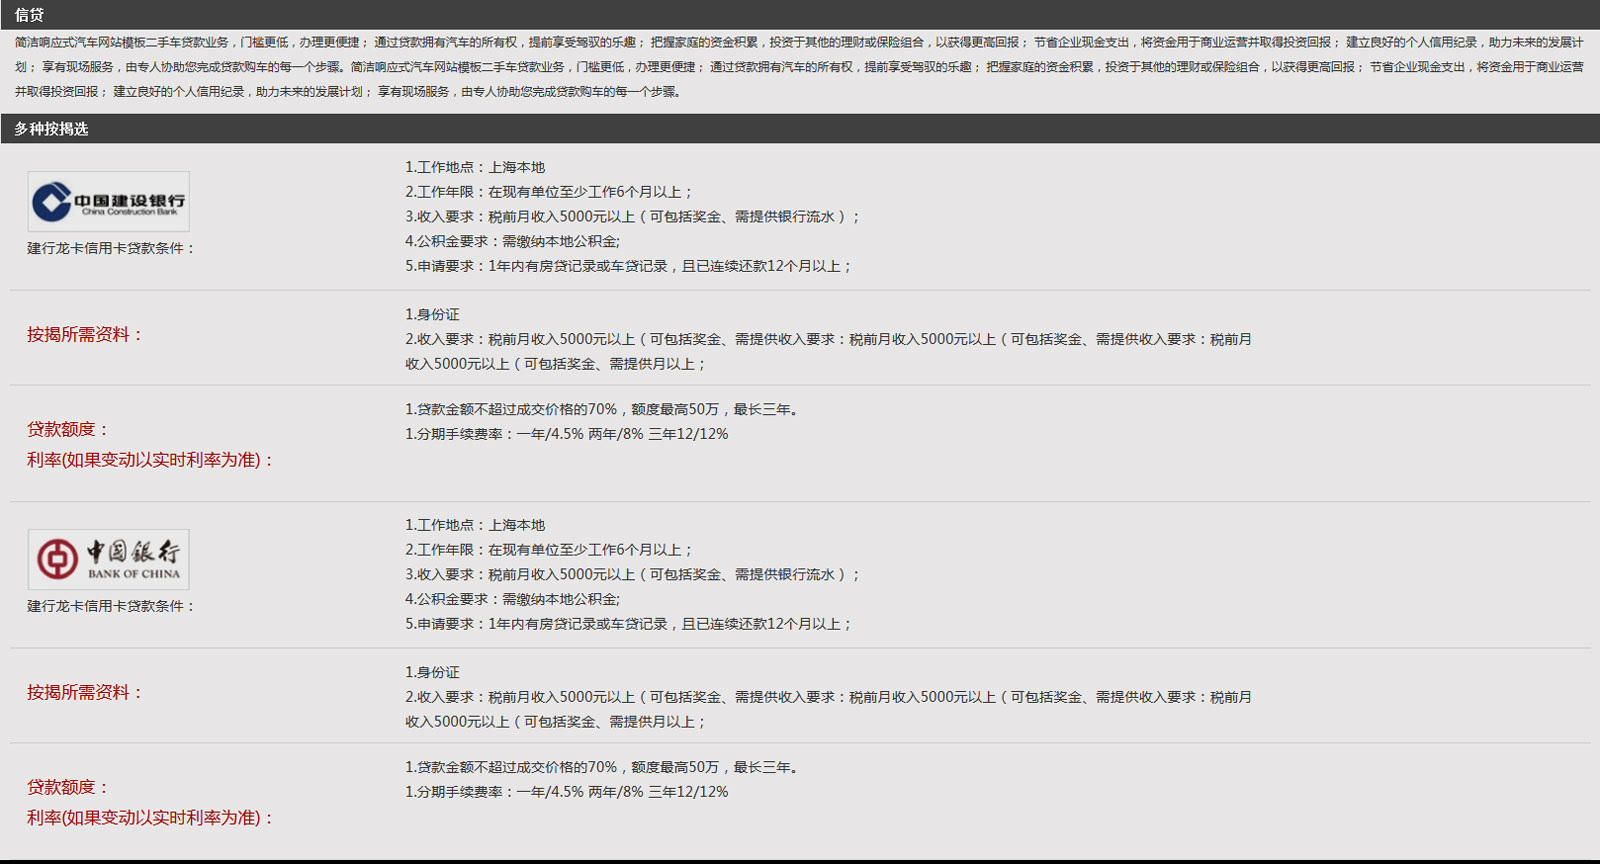 信贷
简洁响应式汽车网站模板二手车贷款业务，门槛更低，办理更便捷； 通过贷款拥有汽车的所有权，提前享受驾驭的乐趣； 把握家庭的资金积累，投资于其他的理财或保险组合，以获得更高回报； 节省企业现金支出，将资金用于商业运营并取得投资回报； 建立良好的个人信用纪录，助力未来的发展计
划； 享有现场服务，由专人协助您完成贷款购车的每一个步骤。简洁响应式汽车网站模板二手车贷款业务，门槛更低，办理更便捷； 通过贷款拥有汽车的所有权，提前享受驾驭的乐趣； 把握家庭的资金积累，投资于其他的理财或保险组合，以获得更高回报； 节省企业现金支出，将资金用于商业运营
并取得投资回报； 建立良好的个人信用纪录，助力未来的发展计划； 享有现场服务，由专人协助您完成贷款购车的每一个步骤。
多种按揭选
中国建设银行
China Construction Bank
建行龙卡信用卡贷款条件：
1.工作地点：上海本地
2.工作年限：在现有单位至少工作6个月以上；
3.收入要求：税前月收入5000元以上（可包括奖金、需提供银行流水）；
4.公积金要求：需缴纳本地公积金;
5.申请要求：1年内有房贷记录或车贷记录，且已连续还款12个月以上；
按揭所需资料：
1.身份证
2.收入要求：税前月收入5000元以上（可包括奖金、需提供收入要求：税前月收入5000元以上（可包括奖金、需提供收入要求：税前月
收入5000元以上（可包括奖金、需提供月以上；
贷款额度：
利率(如果变动以实时利率为准)：
1.贷款金额不超过成交价格的70%，额度最高50万，最长三年。
1.分期手续费率：一年/4.5% 两年/8% 三年12/12%
中国银行
BANK OF CHINA
建行龙卡信用卡贷款条件：
1.工作地点：上海本地
2.工作年限：在现有单位至少工作6个月以上；
3.收入要求：税前月收入5000元以上（可包括奖金、需提供银行流水）；
4.公积金要求：需缴纳本地公积金;
5.申请要求：1年内有房贷记录或车贷记录，且已连续还款12个月以上；
按揭所需资料：
1.身份证
2.收入要求：税前月收入5000元以上（可包括奖金、需提供收入要求：税前月收入5000元以上（可包括奖金、需提供收入要求：税前月
收入5000元以上（可包括奖金、需提供月以上；
贷款额度：
利率(如果变动以实时利率为准)：
1.贷款金额不超过成交价格的70%，额度最高50万，最长三年。
1.分期手续费率：一年/4.5% 两年/8% 三年12/12%